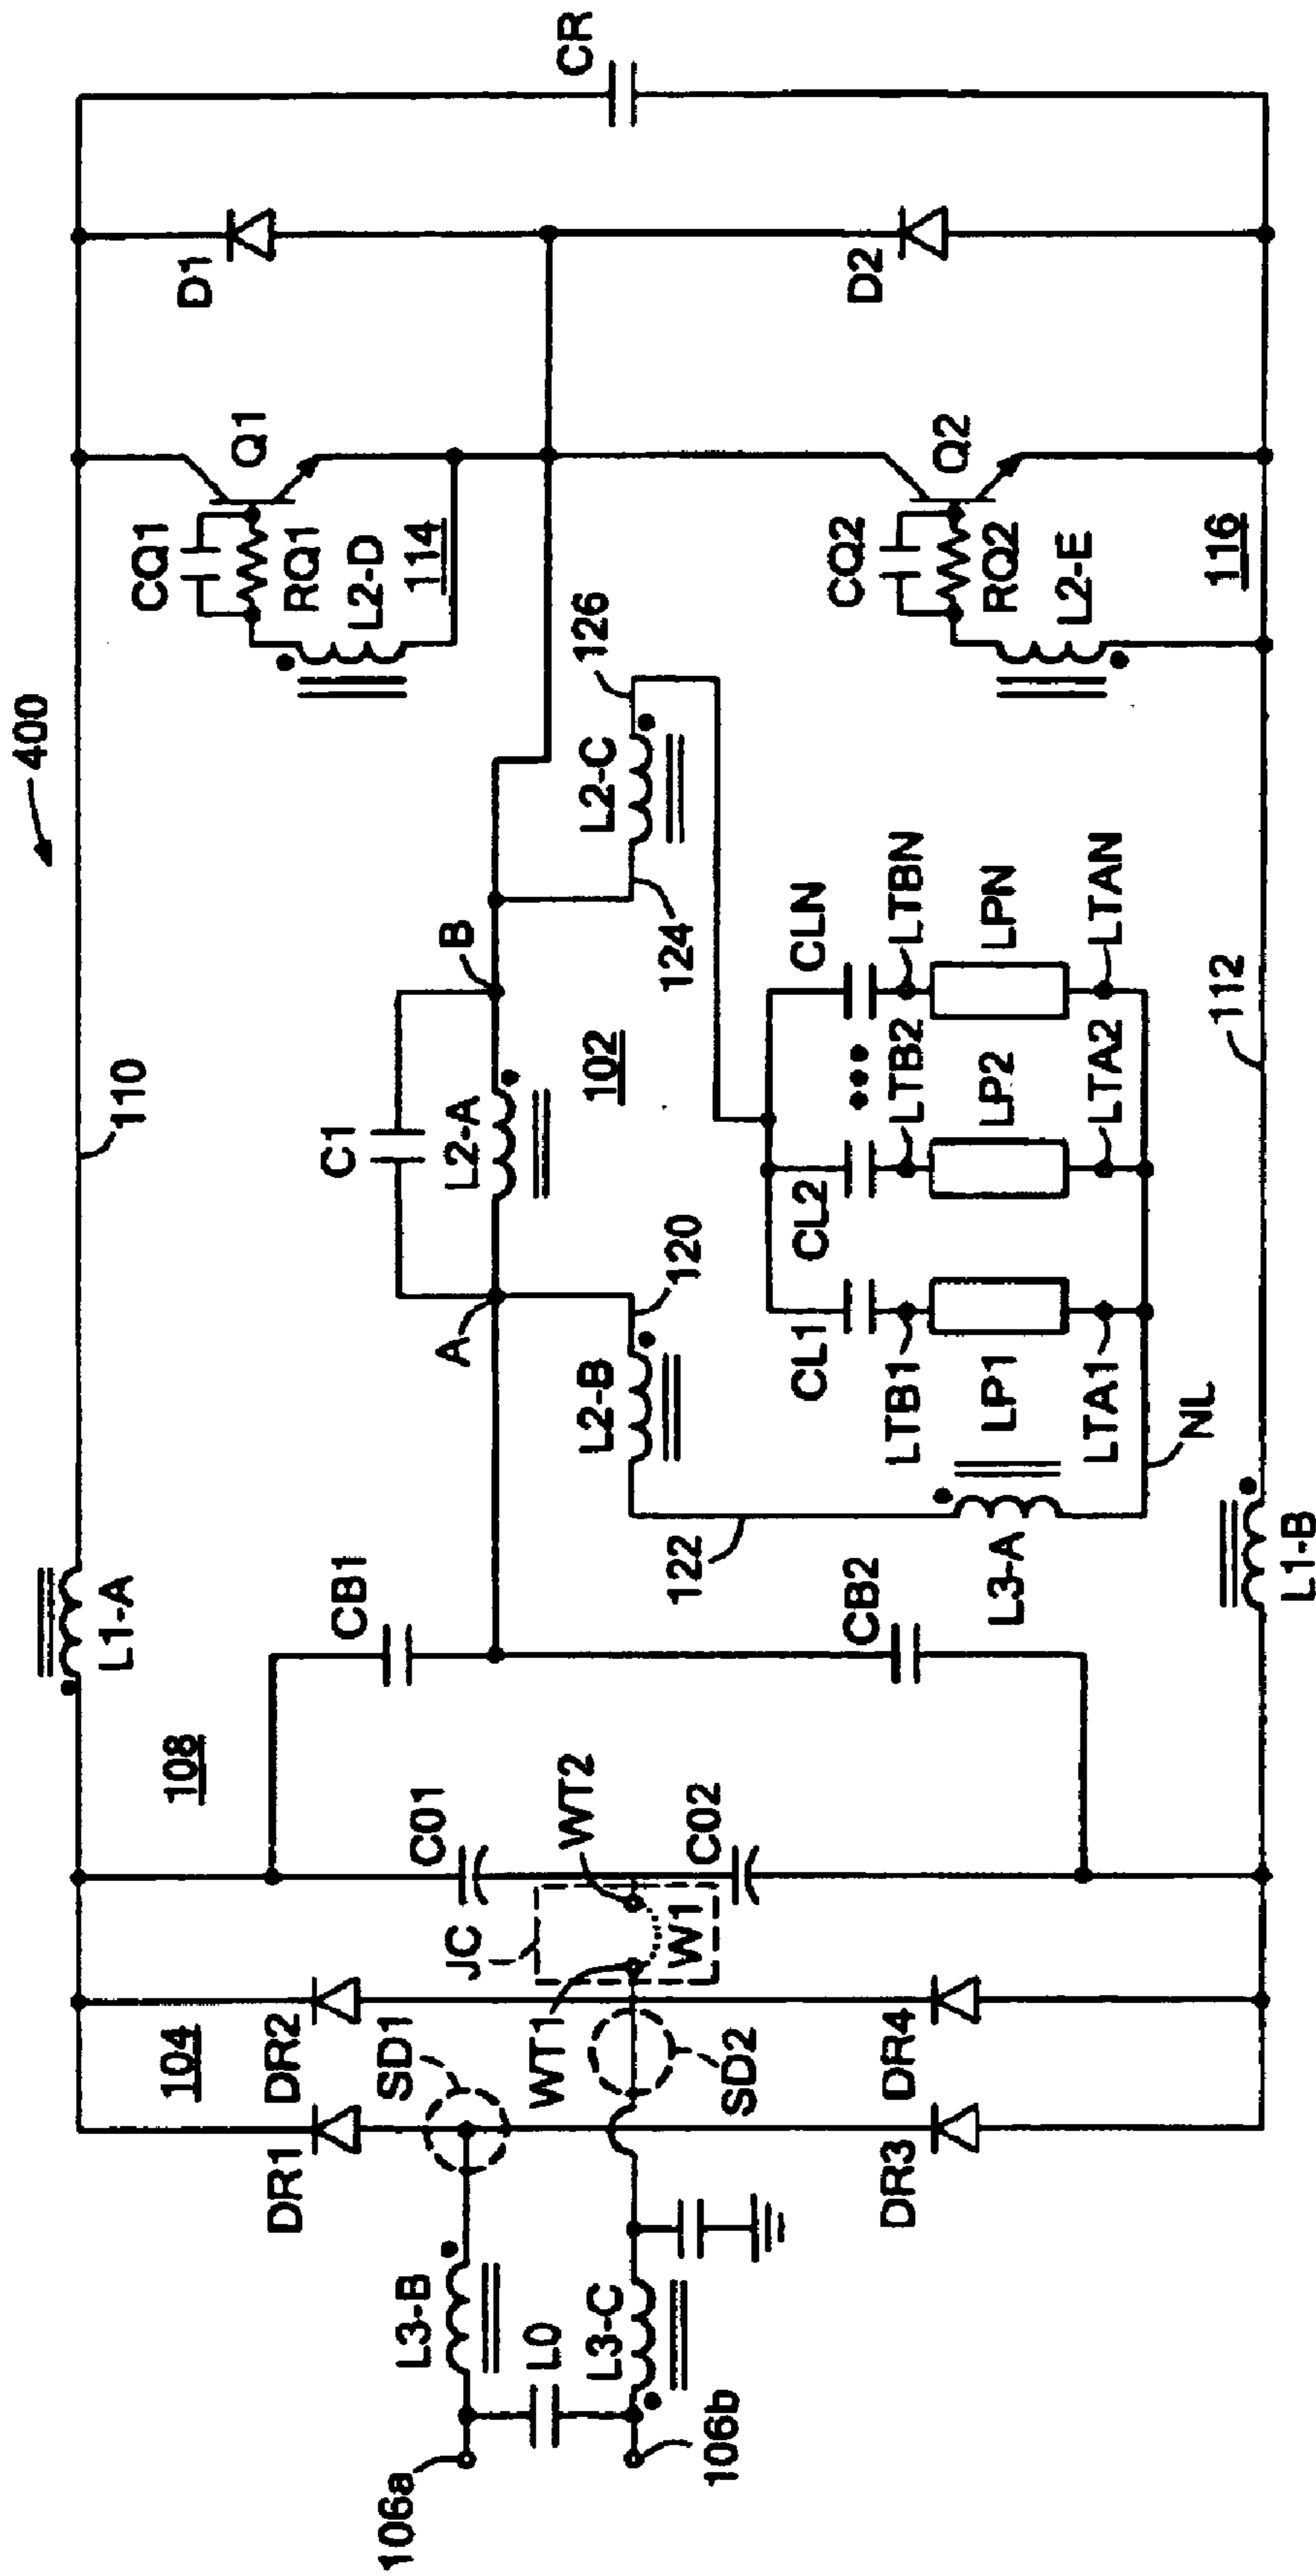 400
110
L1-A
108
104
DR1
DR2
SD1
SD2
DR3
DR4
106a
106b
L3-B
L0
L3-C
JC
WT1
WT2
W1
C01
C02
CB1
CB2
A
B
C1
L2-A
102
L2-B
120
122
L2-C
124
126
L3-A
NL
CL1
CL2
CLN
LTB1
LTB2
LTBN
LP1
LP2
LPN
LTA1
LTA2
LTAN
L1-B
112
CQ1
RQ1
L2-D
114
Q1
CQ2
RQ2
L2-E
116
Q2
D1
D2
CR